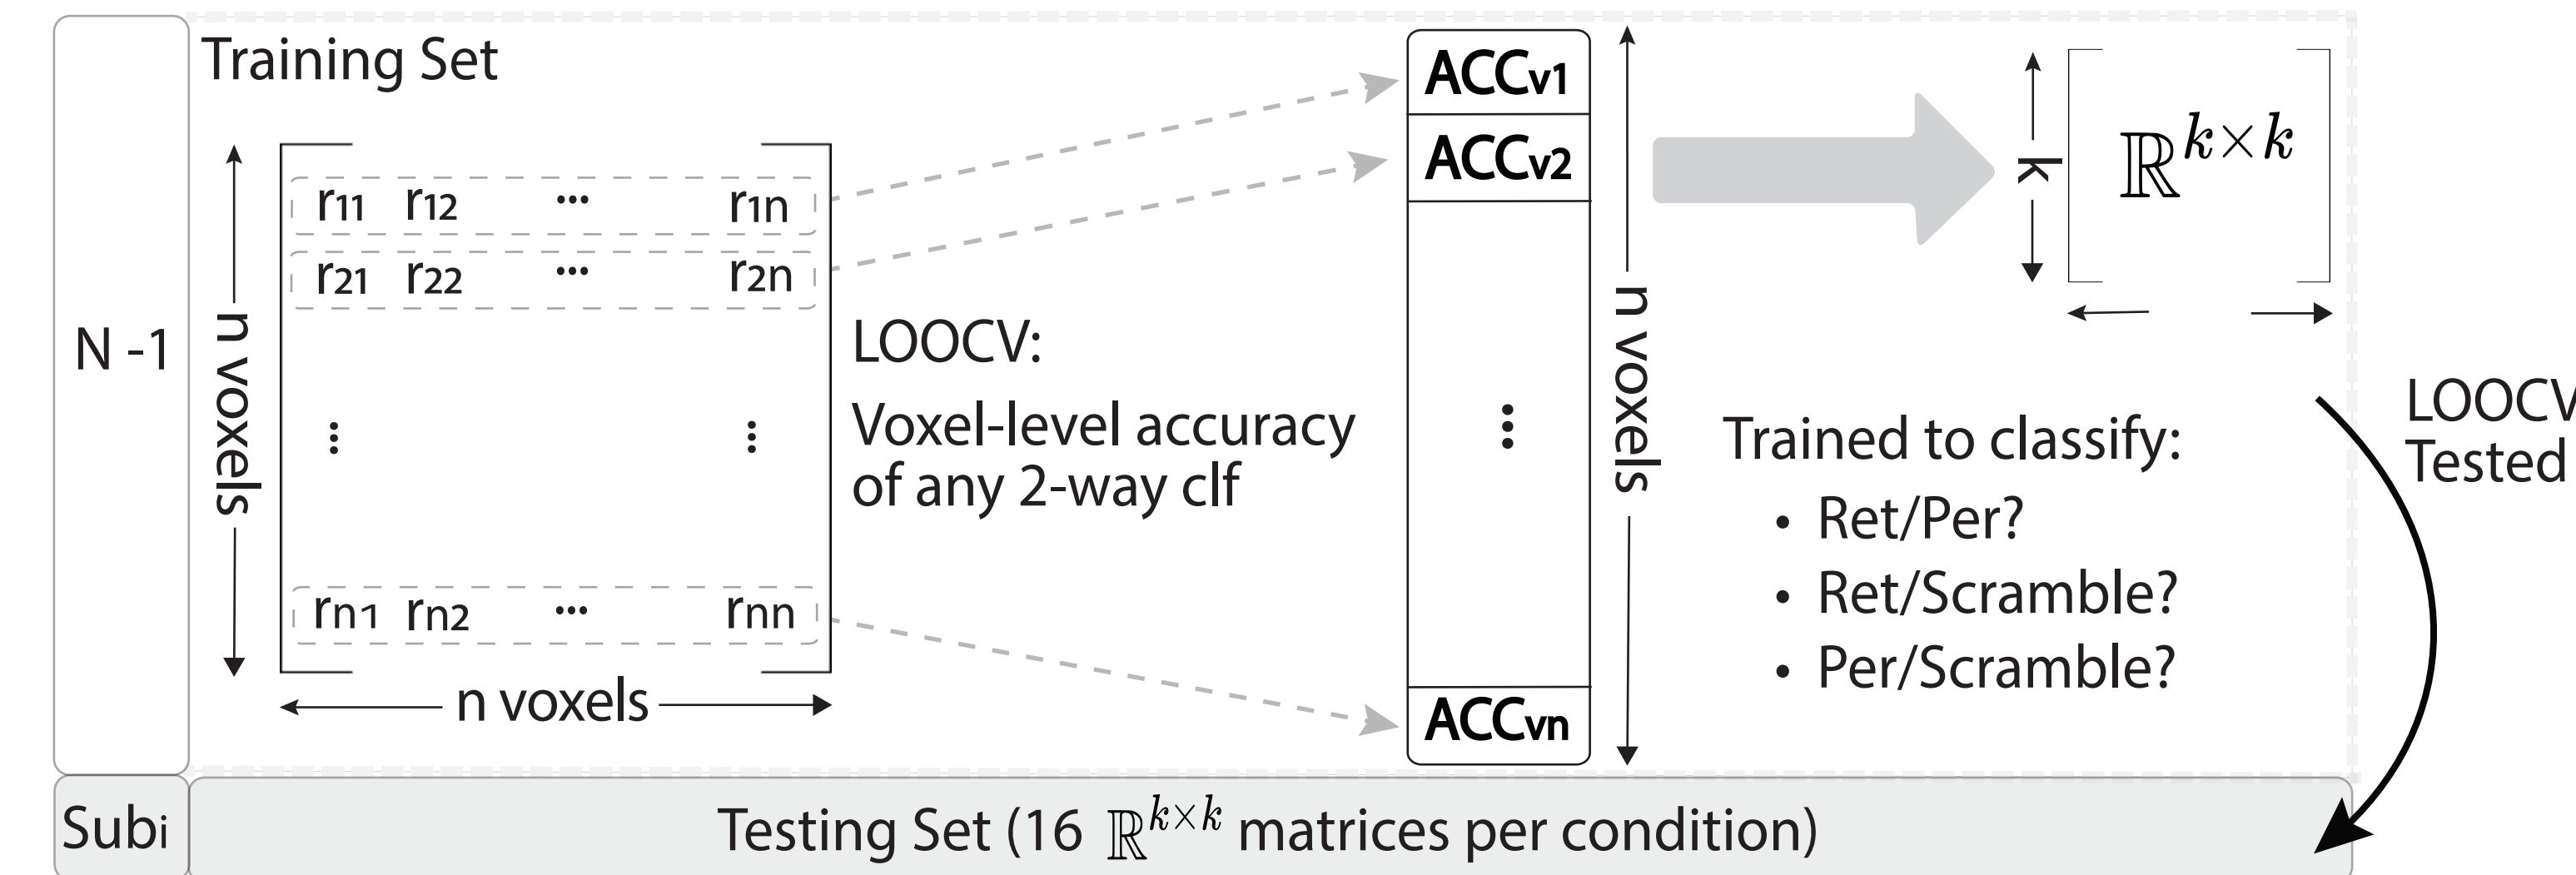 Training Set
N -1
n voxels
r11 r12 ... r1n
r21 r22 ... r2n
⋮ ⋮
rn1 rn2 ... rnn
n voxels
LOOCV:
Voxel-level accuracy
of any 2-way clf
ACCv1
ACCv2
⋮
ACCvn
n voxels
k
ℝ^{k×k}
Trained to classify:
• Ret/Per?
• Ret/Scramble?
• Per/Scramble?
LOOCV
Tested
Subi
Testing Set (16 ℝ^{k×k} matrices per condition)